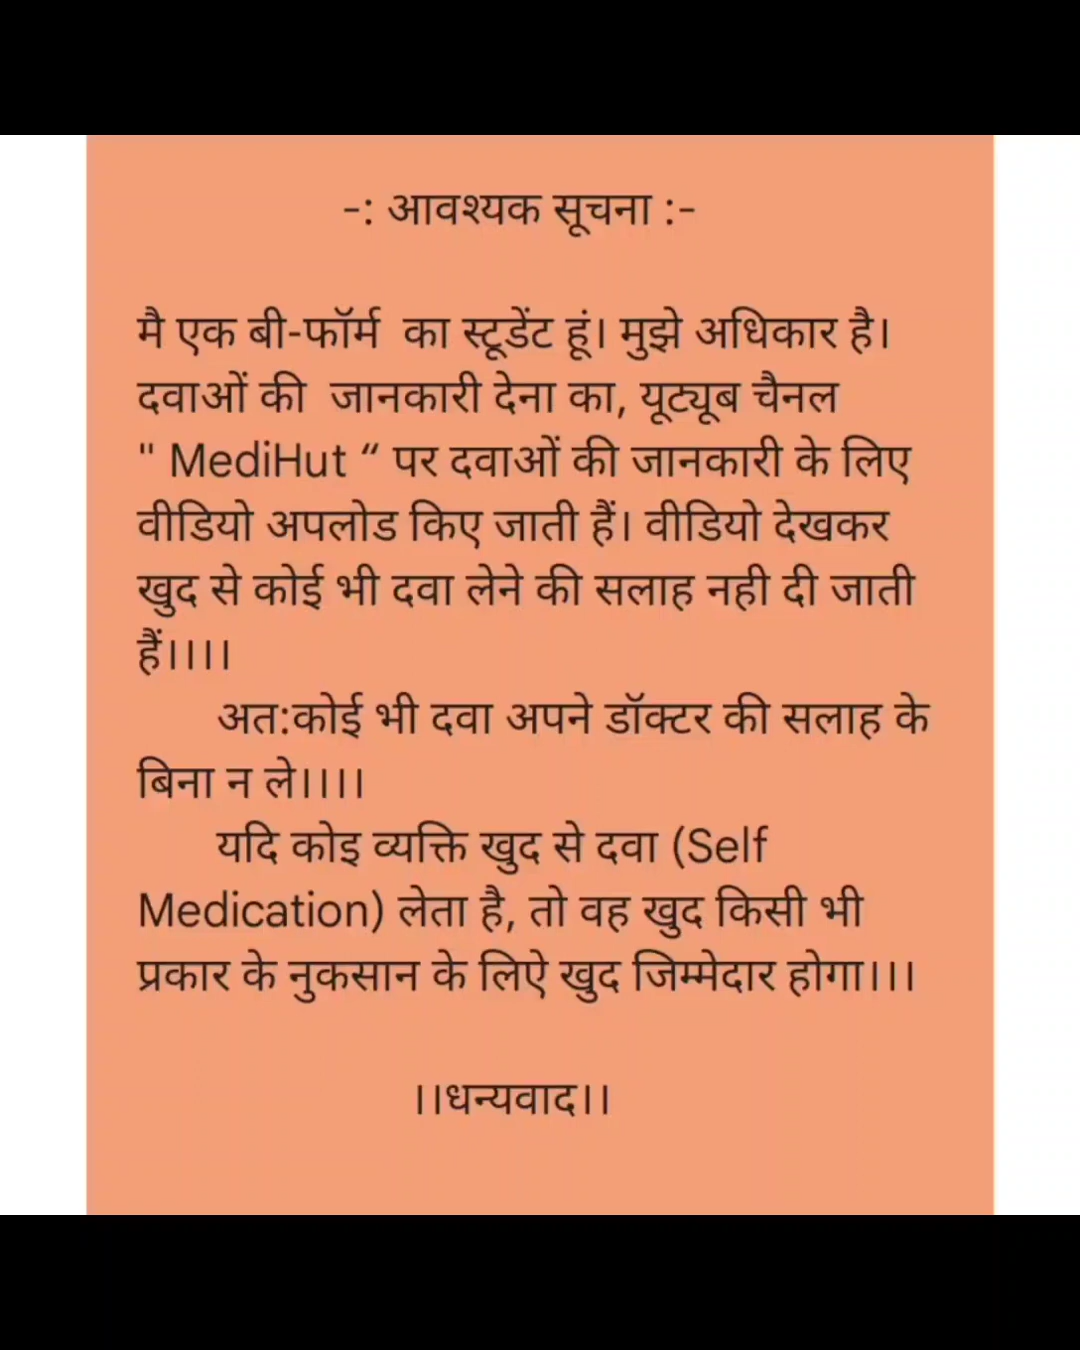 -: आवश्यक सूचना :-
मै एक बी-फॉर्म का स्टूडेंट हूं। मुझे अधिकार है।
दवाओं की जानकारी देना का, यूट्यूब चैनल
" MediHut “ पर दवाओं की जानकारी के लिए
वीडियो अपलोड किए जाती हैं। वीडियो देखकर
खुद से कोई भी दवा लेने की सलाह नही दी जाती
हैं।।।।
अत:कोई भी दवा अपने डॉक्टर की सलाह के
बिना न ले।।।।
यदि कोइ व्यक्ति खुद से दवा (Self
Medication) लेता है, तो वह खुद किसी भी
प्रकार के नुकसान के लिऐ खुद जिम्मेदार होगा।।।
।।धन्यवाद।।